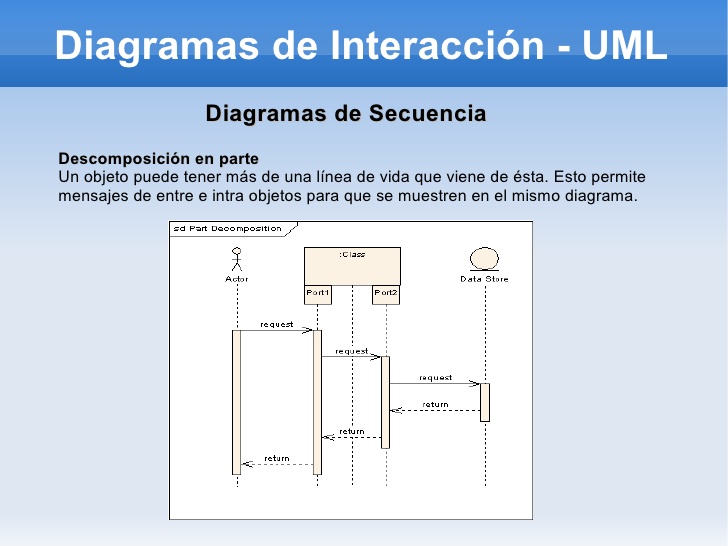 Diagramas de Interacción - UML
Diagramas de Secuencia
Descomposición en parte
Un objeto puede tener más de una línea de vida que viene de ésta. Esto permite
mensajes de entre e intra objetos para que se muestren en el mismo diagrama.
sd Part Decomposition
:Class
Actor
Data Store
Port1
Port2
request
request
request
return
return
return